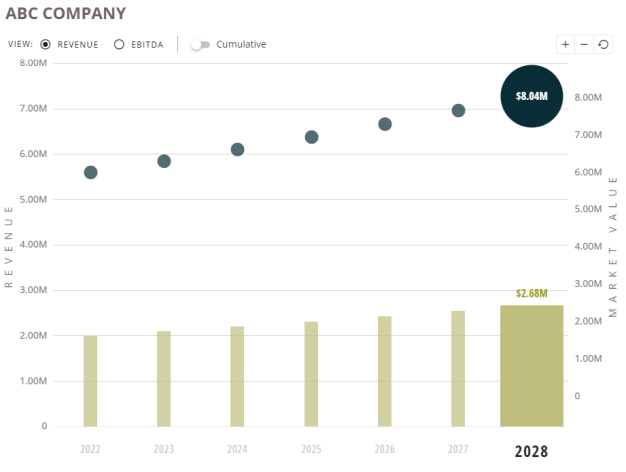 ABC COMPANY
VIEW: REVENUE EBITDA Cumulative
8.00M
7.00M
6.00M
5.00M
4.00M
3.00M
2.00M
1.00M
0
REVENUE
$8.04M
$2.68M
8.00M
7.00M
6.00M
5.00M
4.00M
3.00M
2.00M
1.00M
0
MARKET VALUE
2022 2023 2024 2025 2026 2027 2028